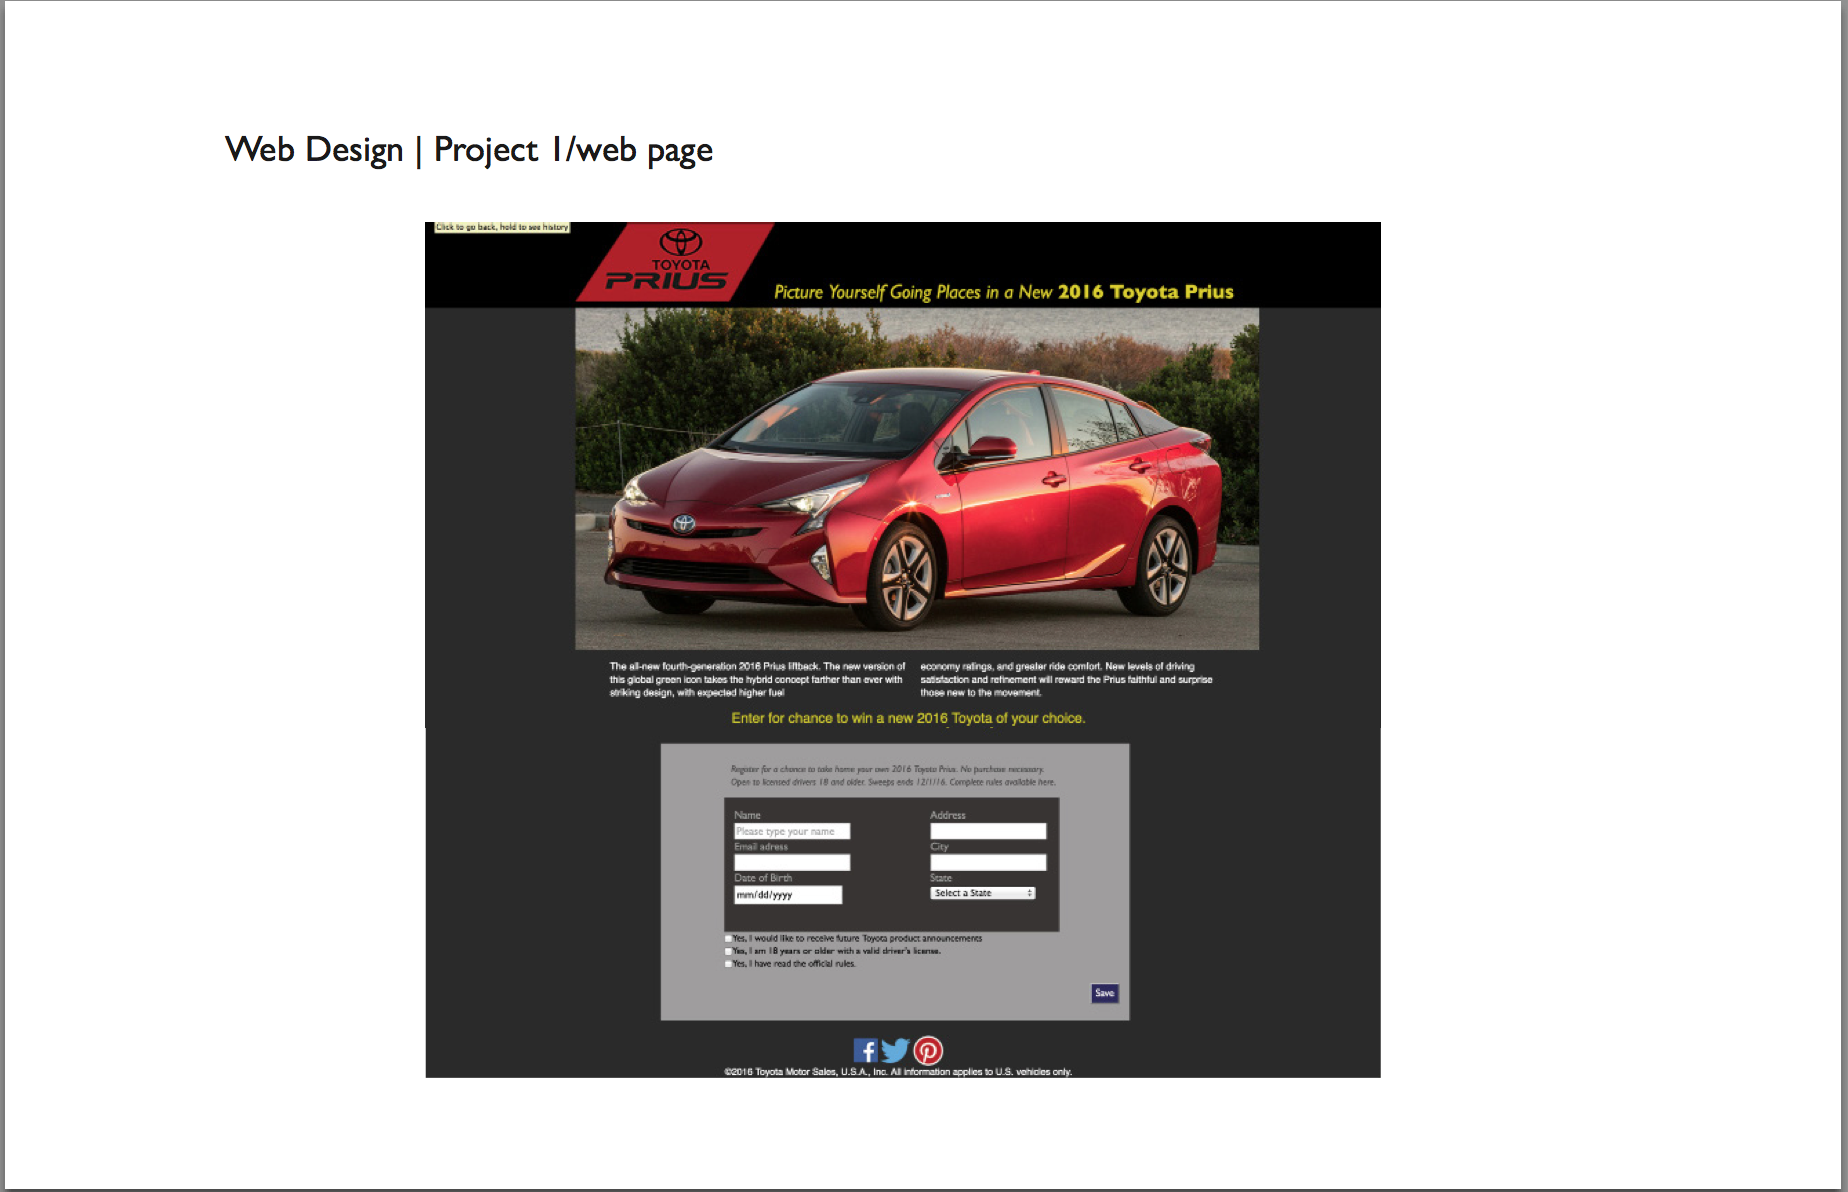 Web Design | Project 1/web page
Click to go back, hold to see history
TOYOTA
PRIUS
Picture Yourself Going Places in a New 2016 Toyota Prius
The all-new fourth-generation 2016 Prius liftback. The new version of
this global green icon takes the hybrid concept farther than ever with
striking design, with expected higher fuel
economy ratings, and greater ride comfort. New levels of driving
satisfaction and refinement will reward the Prius faithful and surprise
those new to the movement.
Enter for chance to win a new 2016 Toyota of your choice.
Register for a chance to take home your own 2016 Toyota Prius. No purchase necessary.
Open to licensed drivers 18 and older. Sweeps ends 12/1/16. Complete rules available here.
Name
Please type your name
Email adress
Date of Birth
mm/dd/yyyy
Address
City
State
Select a State
Yes, I would like to receive future Toyota product announcements
Yes, I am 18 years or older with a valid driver's license.
Yes, I have read the official rules.
Save
©2016 Toyota Motor Sales, U.S.A., Inc. All information applies to U.S. vehicles only.